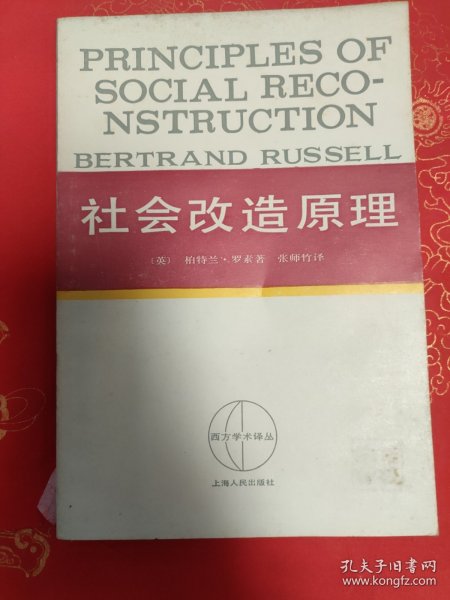 PRINCIPLES OF
SOCIAL RECO-
NSTRUCTION
BERTRAND RUSSELL
社会改造原理
〔英〕 柏特兰·罗素著 张师竹译
西方学术译丛
上海人民出版社
孔夫子旧书网
www.kongfz.com